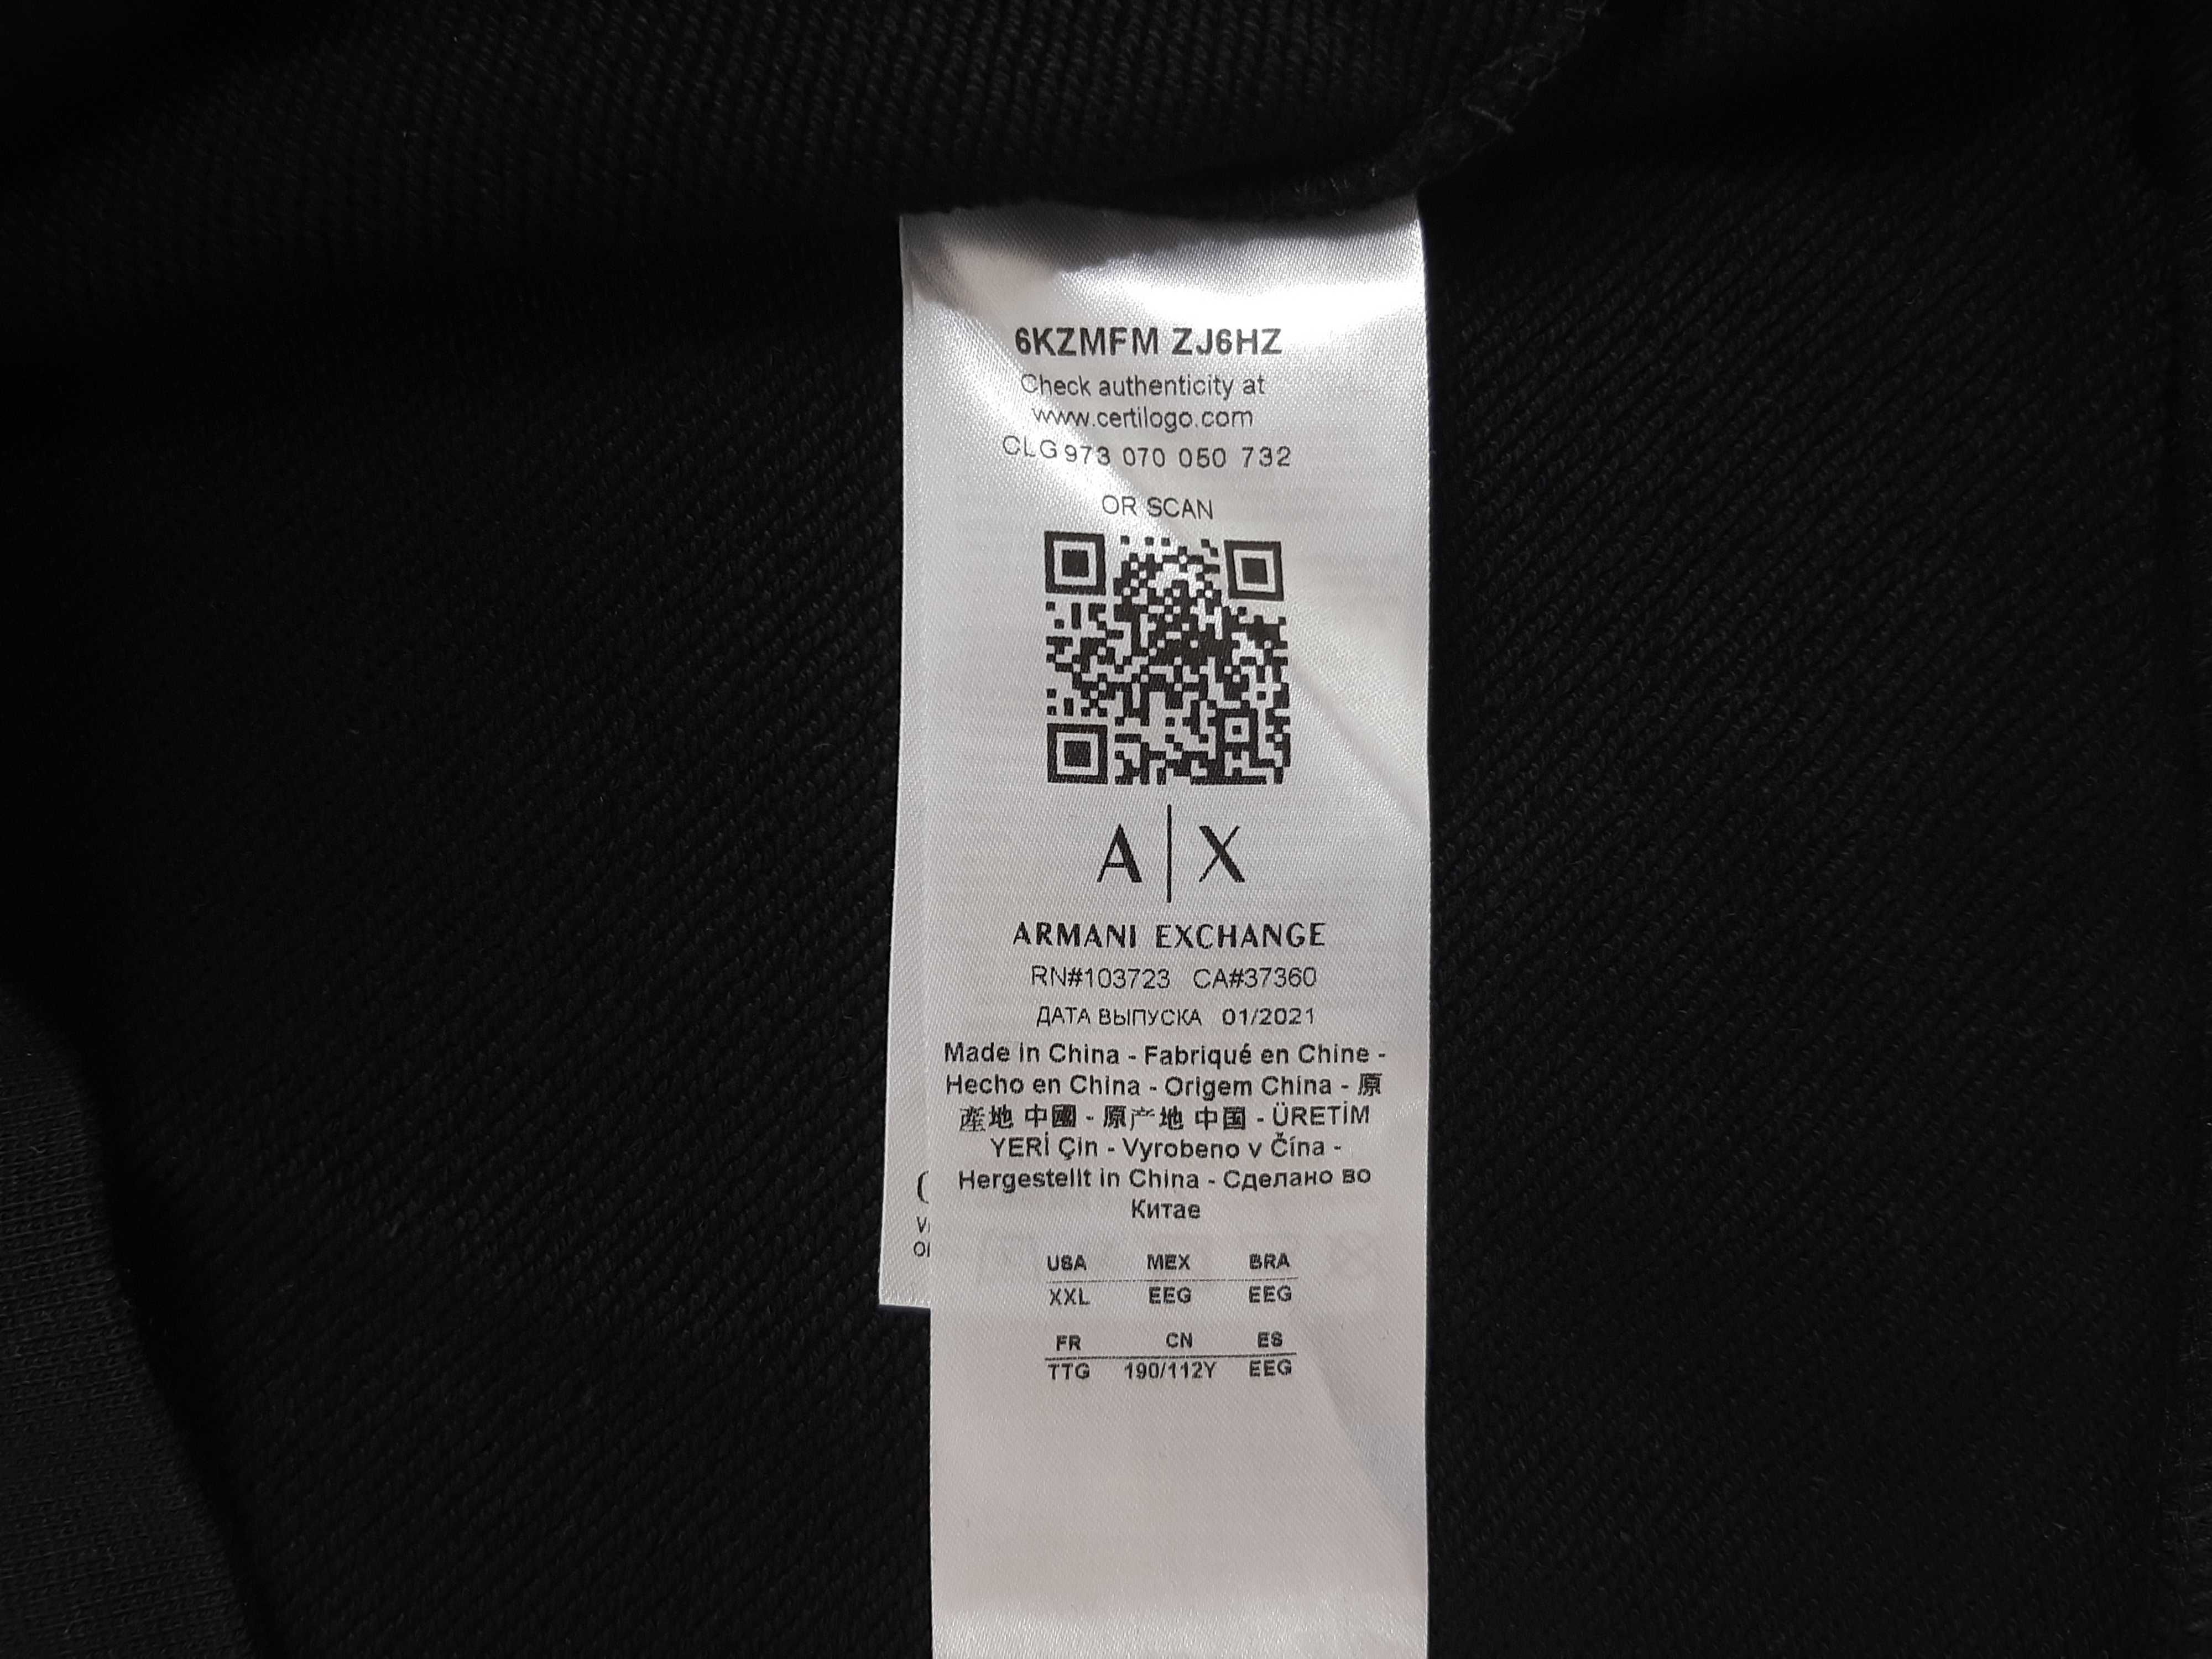 6KZMFM ZJ6HZ
Check authenticity at
www.certilogo.com
CLG 973 070 050 732
OR SCAN
A|X
ARMANI EXCHANGE
RN#103723 CA#37360
ДАТА ВЫПУСКА 01/2021
Made in China - Fabriqué en Chine -
Hecho en China - Origem China - 原
產地 中國 - 原产地 中国 - ÜRETİM
YERİ Çin - Vyrobeno v Čína -
Hergestellt in China - Сделано во
Китае
USA MEX BRA
XXL EEG EEG
FR CN ES
TTG 190/112Y EEG